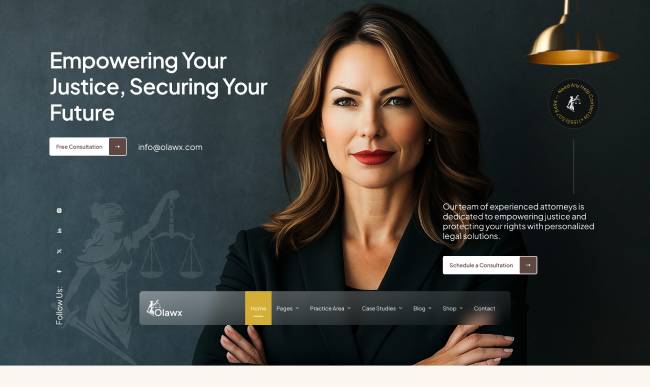 Empowering Your
Justice, Securing Your
Future
Free Consultation
info@olawx.com
Our team of experienced attorneys is
dedicated to empowering justice and
protecting your rights with personalized
legal solutions.
Schedule a Consultation
Follow Us:
Olawx
Home
Pages
Practice Area
Case Studies
Blog
Shop
Contact